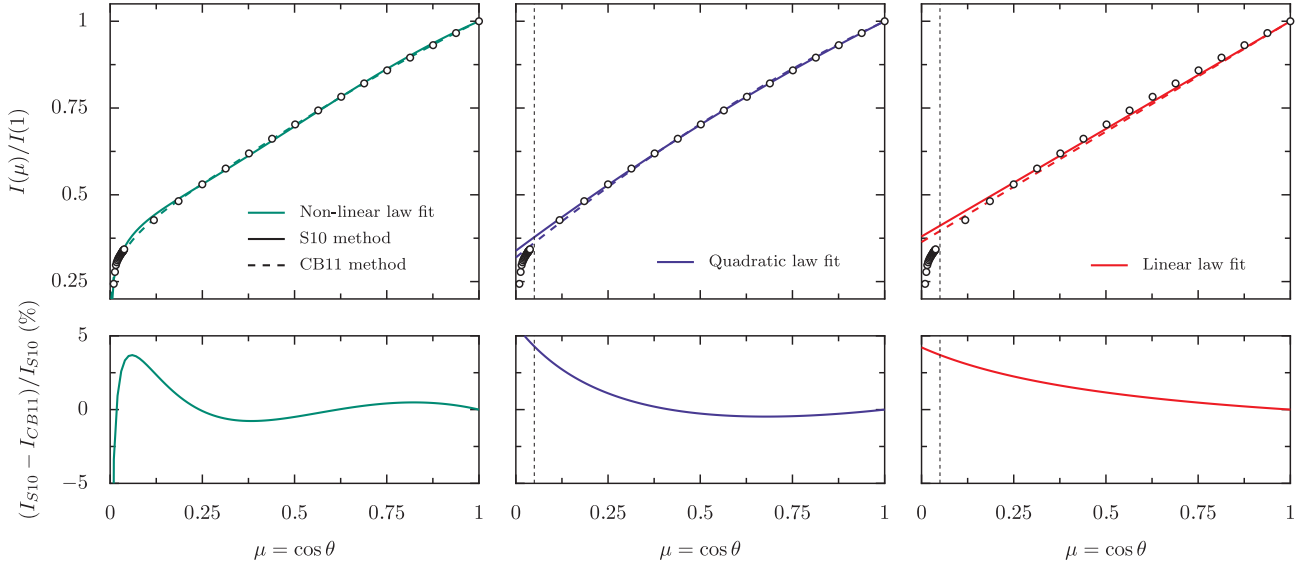 I(μ)/I(1)
1
0.75
0.5
0.25
Non-linear law fit
S10 method
CB11 method
Quadratic law fit
Linear law fit
(I_{S10} − I_{CB11})/I_{S10} (%)
5
0
−5
0 0.25 0.5 0.75 1
0 0.25 0.5 0.75 1
0 0.25 0.5 0.75 1
μ = cos θ
μ = cos θ
μ = cos θ